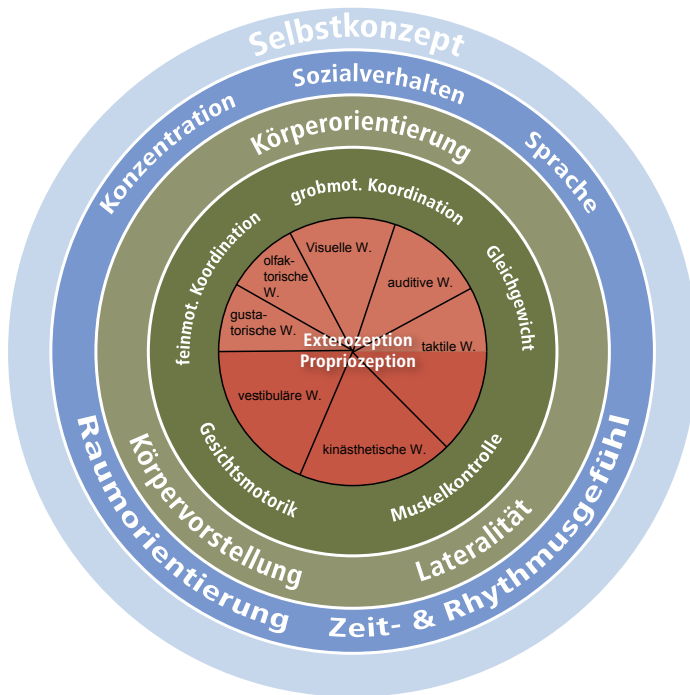 Selbstkonzept
Sozialverhalten
Konzentration
Sprache
Körperorientierung
grobmot. Koordination
feinmot. Koordination
Gleichgewicht
Visuelle W.
olfak-
torische
W.
auditive W.
gusta-
torische W.
Exterozeption
Propriozeption
taktile W.
vestibuläre W.
kinästhetische W.
Gesichtsmotorik
Muskelkontrolle
Körpervorstellung
Lateralität
Raumorientierung
Zeit- & Rhythmusgefühl